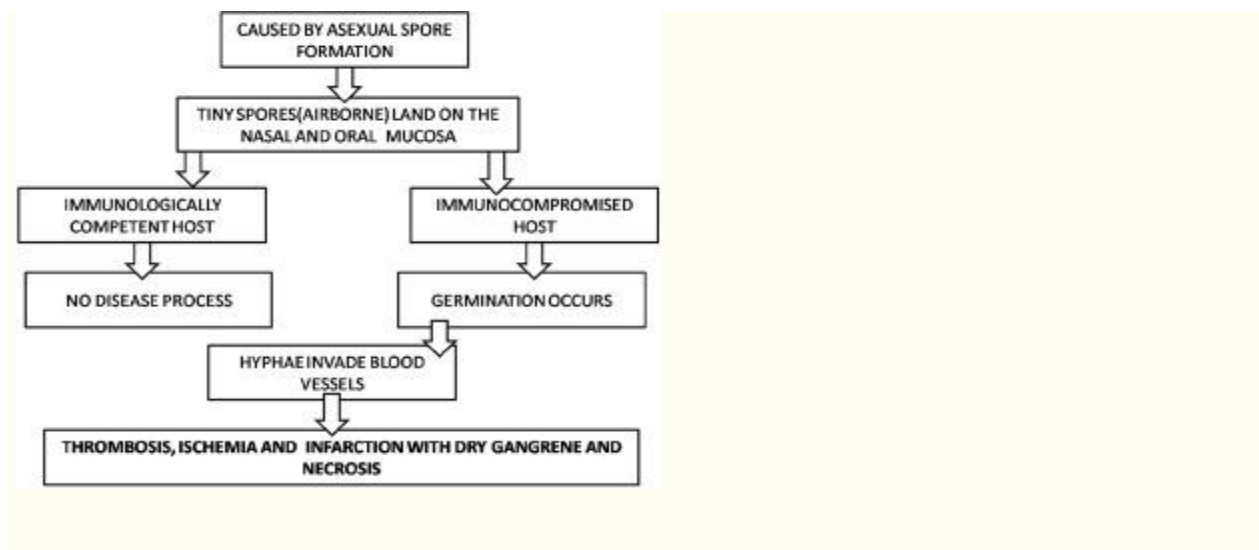 CAUSED BY ASEXUAL SPORE
FORMATION
TINY SPORES(AIRBORNE) LAND ON THE
NASAL AND ORAL MUCOSA
IMMUNOLOGICALLY
COMPETENT HOST
IMMUNOCOMPROMISED
HOST
NO DISEASE PROCESS
GERMINATION OCCURS
HYPHAE INVADE BLOOD
VESSELS
THROMBOSIS, ISCHEMIA AND INFARCTION WITH DRY GANGRENE AND
NECROSIS